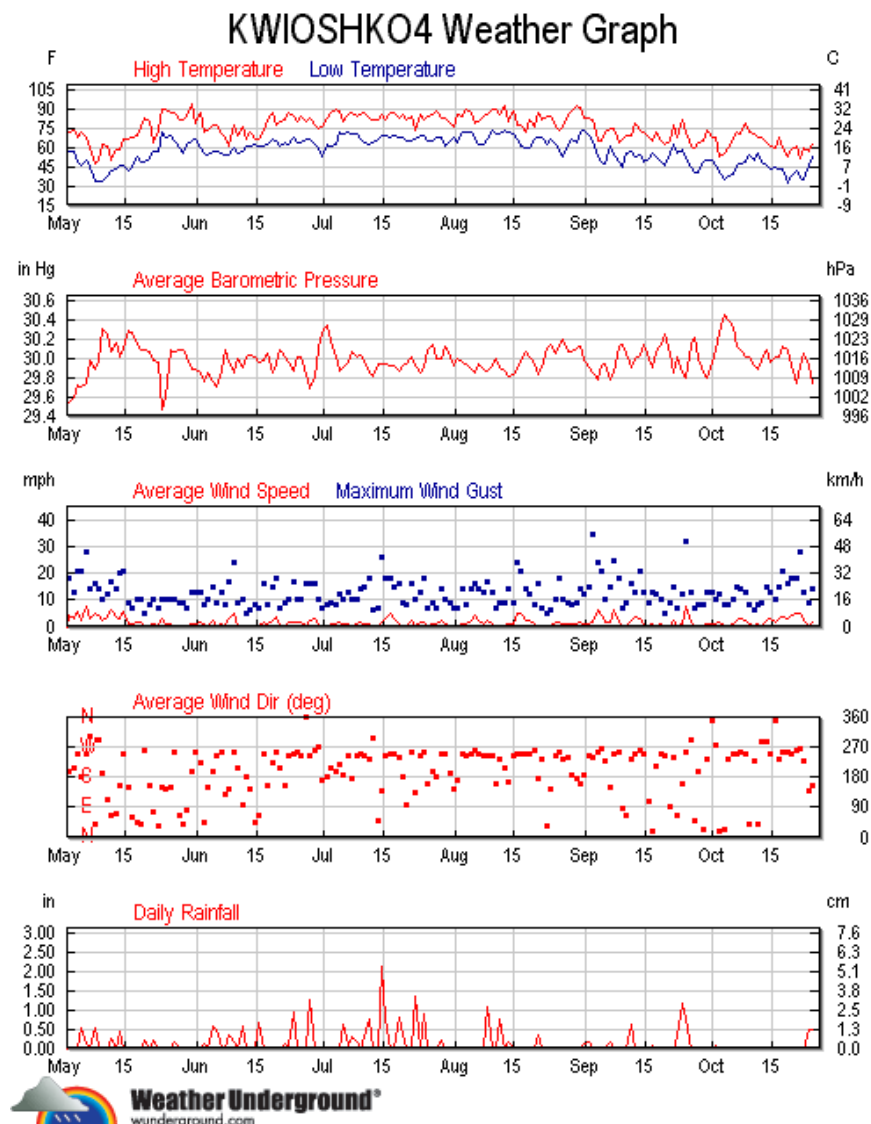 KWIOSHKO4 Weather Graph
F High Temperature Low Temperature C
105 41
90 32
75 24
60 16
45 7
30 -1
15 -9
May 15 Jun 15 Jul 15 Aug 15 Sep 15 Oct 15
in Hg Average Barometric Pressure hPa
30.6 1036
30.4 1029
30.2 1023
30.0 1016
29.8 1009
29.6 1002
29.4 996
May 15 Jun 15 Jul 15 Aug 15 Sep 15 Oct 15
mph Average Wind Speed Maximum Wind Gust km/h
40 64
30 48
20 32
10 16
0 0
May 15 Jun 15 Jul 15 Aug 15 Sep 15 Oct 15
Average Wind Dir (deg)
N 360
W 270
S 180
E 90
N 0
May 15 Jun 15 Jul 15 Aug 15 Sep 15 Oct 15
in Daily Rainfall cm
3.00 7.6
2.50 6.3
2.00 5.1
1.50 3.8
1.00 2.5
0.50 1.3
0.00 0.0
May 15 Jun 15 Jul 15 Aug 15 Sep 15 Oct 15
Weather Underground®
wunderground.com